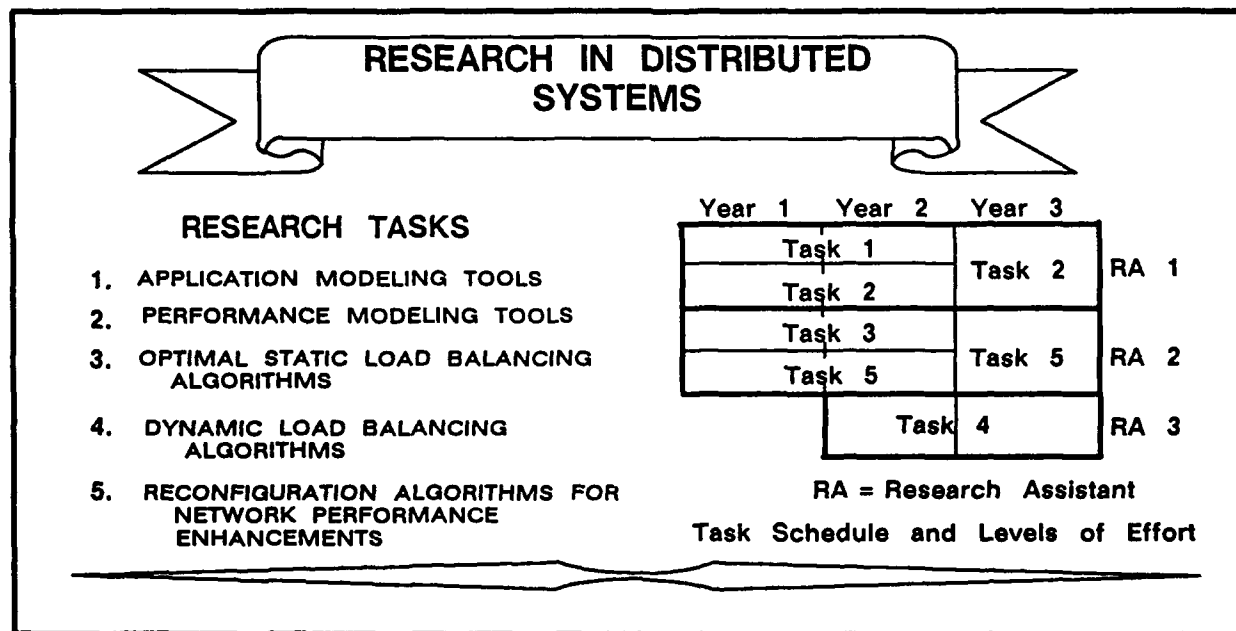 RESEARCH IN DISTRIBUTED
SYSTEMS
RESEARCH TASKS
1. APPLICATION MODELING TOOLS
2. PERFORMANCE MODELING TOOLS
3. OPTIMAL STATIC LOAD BALANCING
ALGORITHMS
4. DYNAMIC LOAD BALANCING
ALGORITHMS
5. RECONFIGURATION ALGORITHMS FOR
NETWORK PERFORMANCE
ENHANCEMENTS
Year 1 Year 2 Year 3
Task 1
Task 2 RA 1
Task 2
Task 3
Task 5 RA 2
Task 5
Task 4 RA 3
RA = Research Assistant
Task Schedule and Levels of Effort